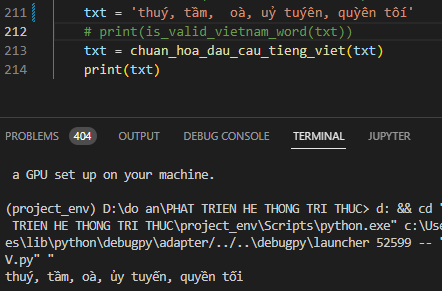 211 txt = 'thuý, tầm,  oà, uỷ tuýên, quỳên tối'
212 # print(is_valid_vietnam_word(txt))
213 txt = chuan_hoa_dau_cau_tieng_viet(txt)
214 print(txt)
PROBLEMS 404 OUTPUT DEBUG CONSOLE TERMINAL JUPYTER
a GPU set up on your machine.
(project_env) D:\do an\PHAT TRIEN HE THONG TRI THUC> d: && cd "
TRIEN HE THONG TRI THUC\project_env\Scripts\python.exe" c:\Use
es\lib\python\debugpy\adapter/../..\debugpy\launcher 52599 -- "
V.py" "
thuý, tầm, oà, ủy tuyến, quyền tối